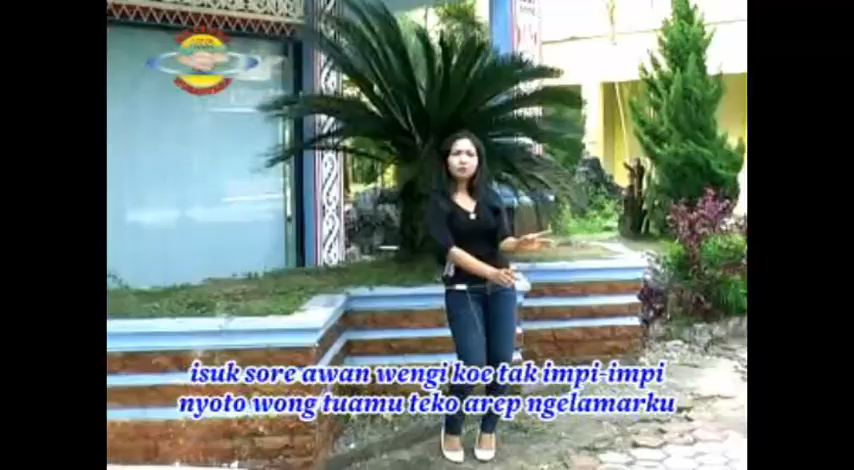 isuk sore awan wengi koe tak impi-impi
nyoto wong tuamu teko arep ngelamarku